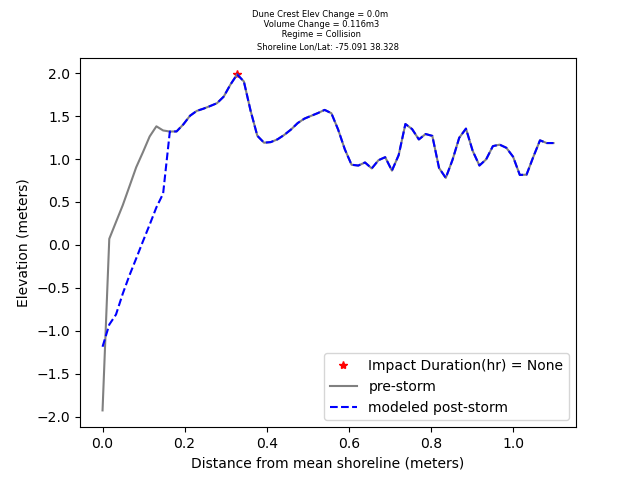 Dune Crest Elev Change = 0.0m
Volume Change = 0.116m3
Regime = Collision
Shoreline Lon/Lat: -75.091 38.328
2.0
1.5
1.0
0.5
0.0
−0.5
−1.0
−1.5
−2.0
Elevation (meters)
Impact Duration(hr) = None
pre-storm
modeled post-storm
0.0 0.2 0.4 0.6 0.8 1.0
Distance from mean shoreline (meters)